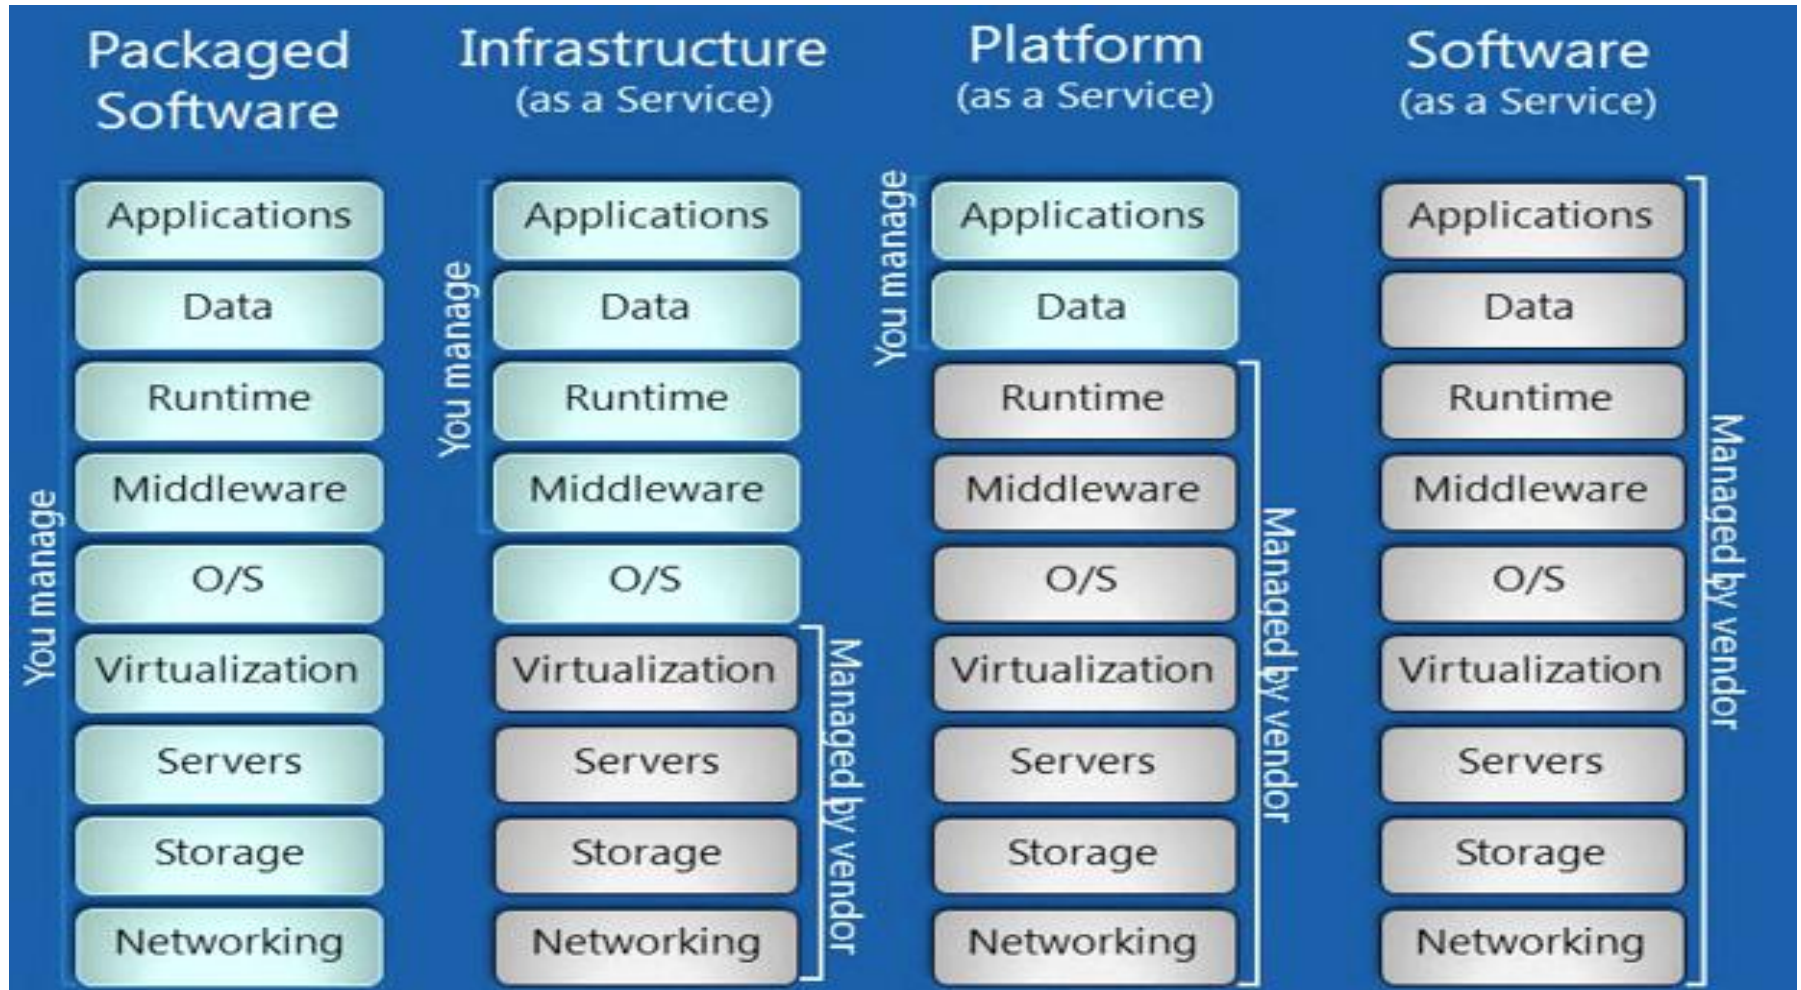 Packaged
Software
You manage
Applications
Data
Runtime
Middleware
O/S
Virtualization
Servers
Storage
Networking
Infrastructure
(as a Service)
You manage
Applications
Data
Runtime
Middleware
O/S
Virtualization
Servers
Storage
Networking
Managed by vendor
Platform
(as a Service)
You manage
Applications
Data
Runtime
Middleware
O/S
Virtualization
Servers
Storage
Networking
Managed by vendor
Software
(as a Service)
Applications
Data
Runtime
Middleware
O/S
Virtualization
Servers
Storage
Networking
Managed by vendor